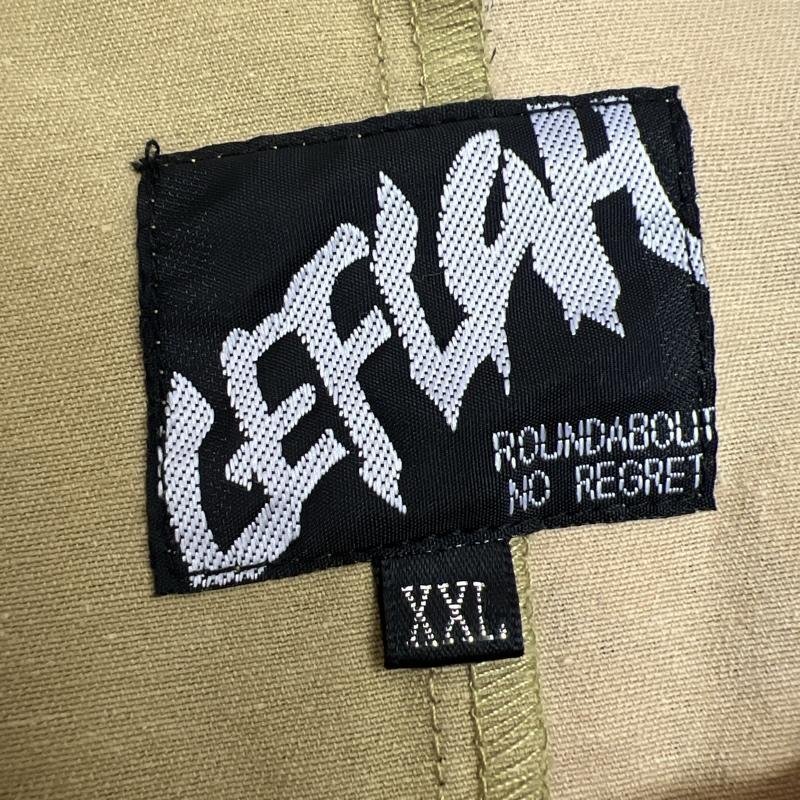 LEFLAH
ROUNDABOUT
NO REGRET
XXL